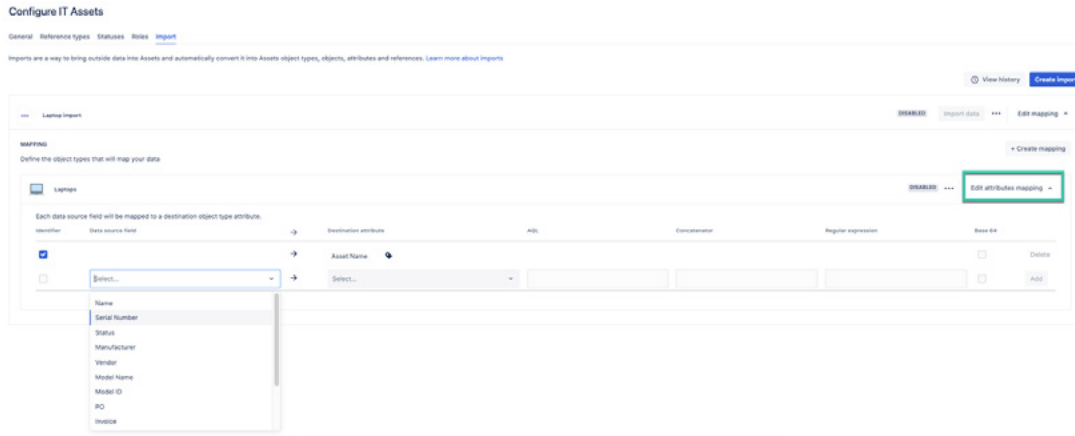 Configure IT Assets
General Reference types Statuses Roles Import
Imports are a way to bring outside data into Assets and automatically convert it into Assets object types, objects, attributes and references. Learn more about imports
View history Create import
Laptop import DISABLED Import data Edit mapping
MAPPING
+ Create mapping
Define the object types that will map your data
Laptops DISABLED Edit attributes mapping
Each data source field will be mapped to a destination object type attribute.
Identifier Data source field → Destination attribute AQL Concatenator Regular expression Base 64
→ Asset Name Delete
Select... → Select... Add
Name
Serial Number
Status
Manufacturer
Vendor
Model Name
Model ID
PO
Invoice